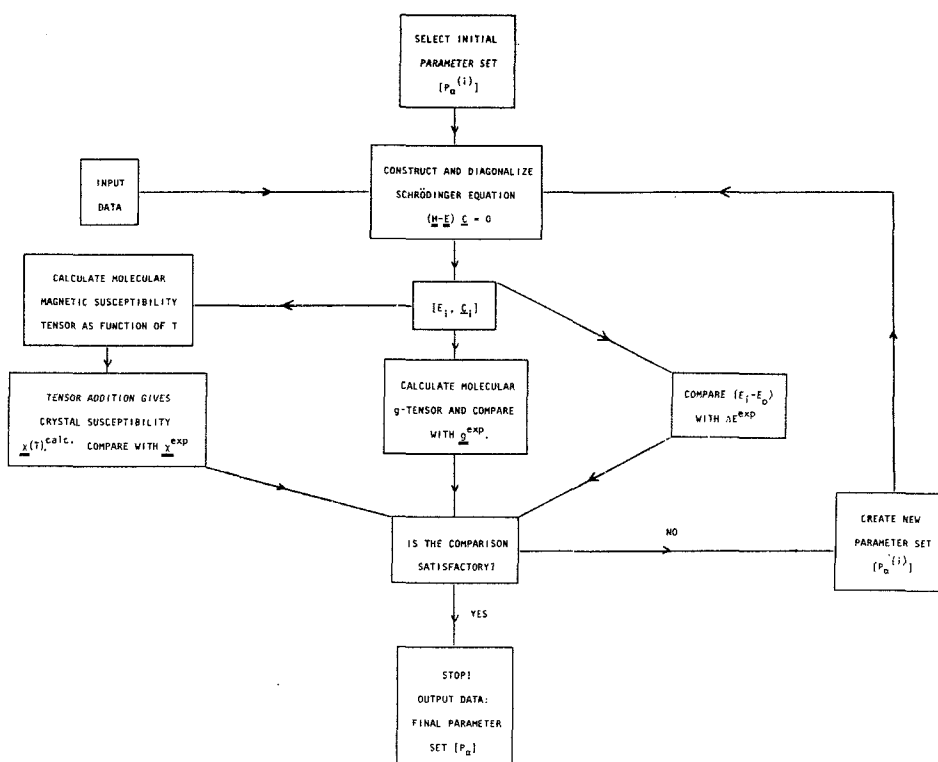 SELECT INITIAL
PARAMETER SET
[Pα(i)]
INPUT
DATA
CONSTRUCT AND DIAGONALIZE
SCHRÖDINGER EQUATION
(H-E) C = 0
CALCULATE MOLECULAR
MAGNETIC SUSCEPTIBILITY
TENSOR AS FUNCTION OF T
[Ei, Ci]
TENSOR ADDITION GIVES
CRYSTAL SUSCEPTIBILITY
χ(T)calc. COMPARE WITH χexp
CALCULATE MOLECULAR
g-TENSOR AND COMPARE
WITH gexp.
COMPARE (Ei-Eo)
WITH ΔEexp
IS THE COMPARISON
SATISFACTORY?
NO
CREATE NEW
PARAMETER SET
[Pα'(i)]
YES
STOP!
OUTPUT DATA:
FINAL PARAMETER
SET [Pα]